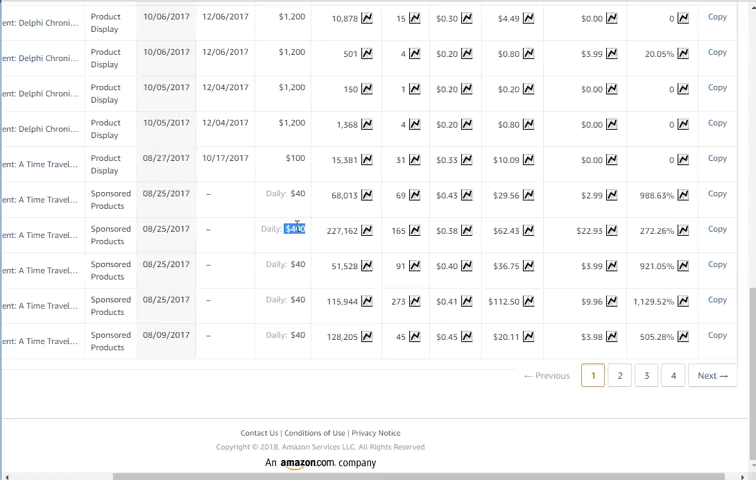 ent: Delphi Chroni... Product Display 10/06/2017 12/06/2017 $1,200 10,878 15 $0.30 $4.49 $0.00 0 Copy
ent: Delphi Chroni... Product Display 10/06/2017 12/06/2017 $1,200 501 4 $0.20 $0.80 $3.99 20.05% Copy
ent: Delphi Chroni... Product Display 10/05/2017 12/04/2017 $1,200 150 1 $0.20 $0.20 $0.00 0 Copy
ent: Delphi Chroni... Product Display 10/05/2017 12/04/2017 $1,200 1,368 4 $0.20 $0.80 $0.00 0 Copy
ent: A Time Travel... Product Display 08/27/2017 10/17/2017 $100 15,381 31 $0.33 $10.09 $0.00 0 Copy
ent: A Time Travel... Sponsored Products 08/25/2017 – Daily: $40 68,013 69 $0.43 $29.56 $2.99 988.63% Copy
ent: A Time Travel... Sponsored Products 08/25/2017 – Daily: 227,162 165 $0.38 $62.43 $22.93 272.26% Copy
ent: A Time Travel... Sponsored Products 08/25/2017 – Daily: $40 51,528 91 $0.40 $36.75 $3.99 921.05% Copy
ent: A Time Travel... Sponsored Products 08/25/2017 – Daily: $40 115,944 273 $0.41 $112.50 $9.96 1,129.52% Copy
ent: A Time Travel... Sponsored Products 08/09/2017 – Daily: $40 128,205 45 $0.45 $20.11 $3.98 505.28% Copy
← Previous 1 2 3 4 Next →
Contact Us | Conditions of Use | Privacy Notice
Copyright © 2018, Amazon Services LLC. All Rights Reserved
An amazon.com company